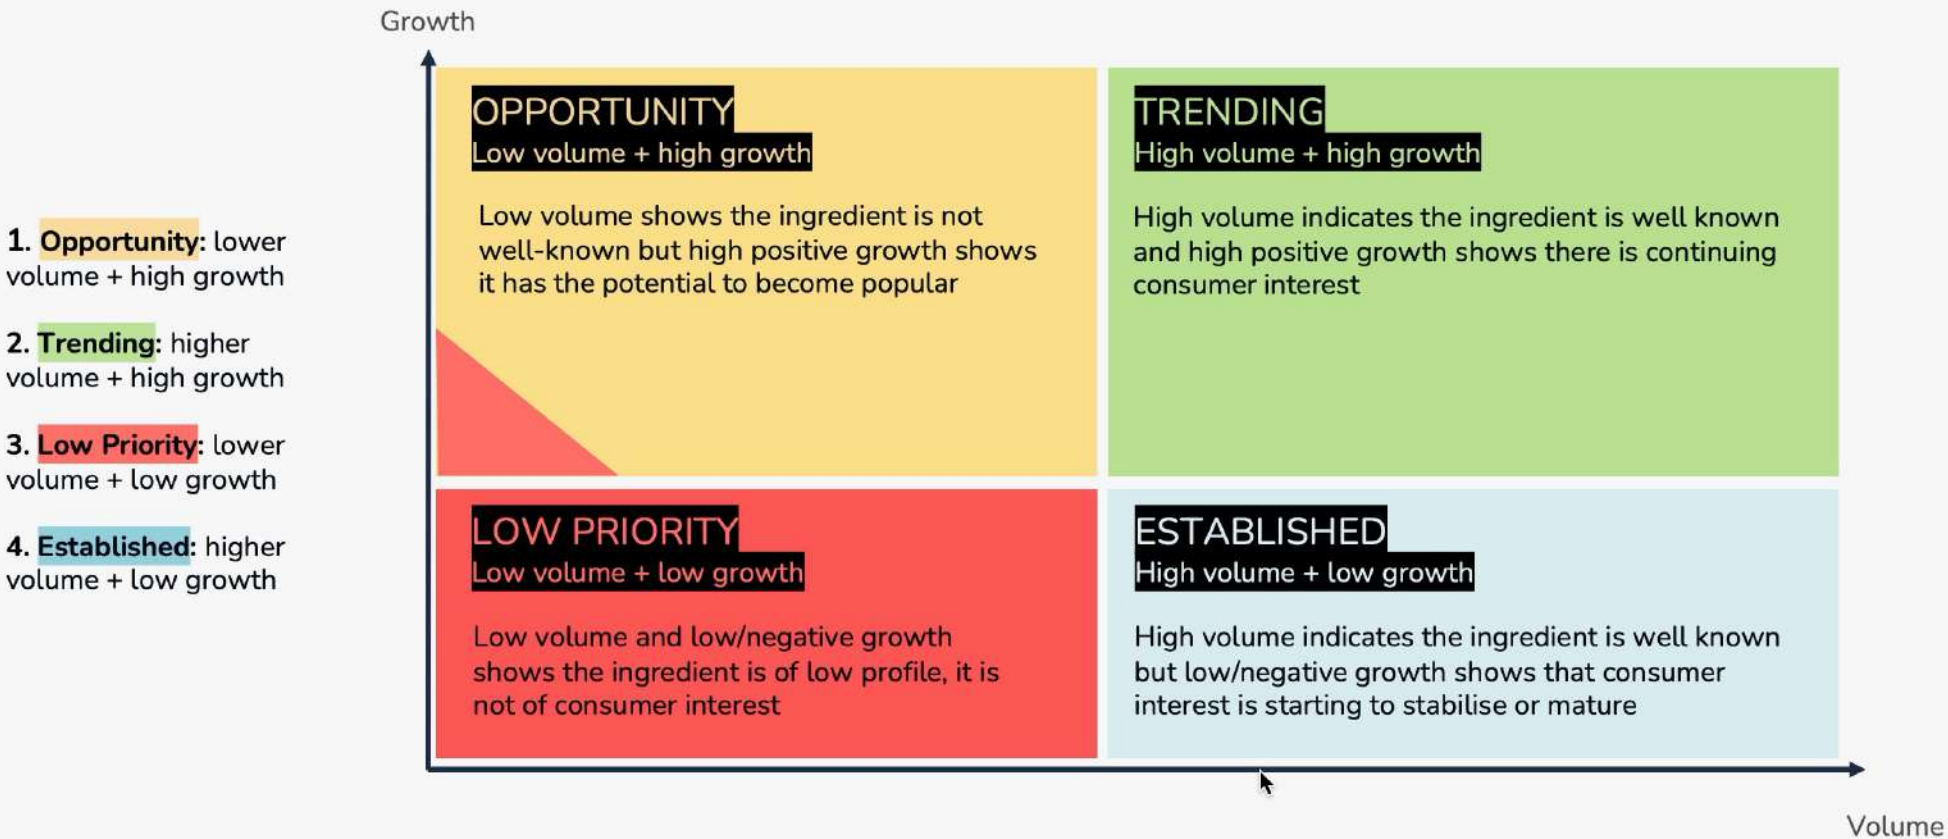 Growth
1. Opportunity: lower
volume + high growth
2. Trending: higher
volume + high growth
3. Low Priority: lower
volume + low growth
4. Established: higher
volume + low growth
OPPORTUNITY
Low volume + high growth
Low volume shows the ingredient is not
well-known but high positive growth shows
it has the potential to become popular
TRENDING
High volume + high growth
High volume indicates the ingredient is well known
and high positive growth shows there is continuing
consumer interest
LOW PRIORITY
Low volume + low growth
Low volume and low/negative growth
shows the ingredient is of low profile, it is
not of consumer interest
ESTABLISHED
High volume + low growth
High volume indicates the ingredient is well known
but low/negative growth shows that consumer
interest is starting to stabilise or mature
Volume